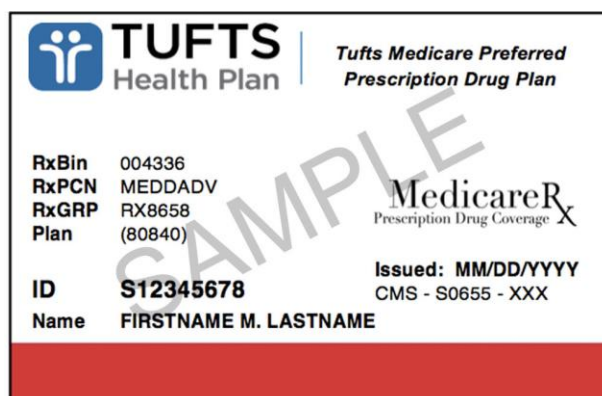 TUFTS
Health Plan
Tufts Medicare Preferred
Prescription Drug Plan
SAMPLE
RxBin 004336
RxPCN MEDDADV
RxGRP RX8658
Plan (80840)
MedicareRx
Prescription Drug Coverage
Issued: MM/DD/YYYY
CMS - S0655 - XXX
ID S12345678
Name FIRSTNAME M. LASTNAME